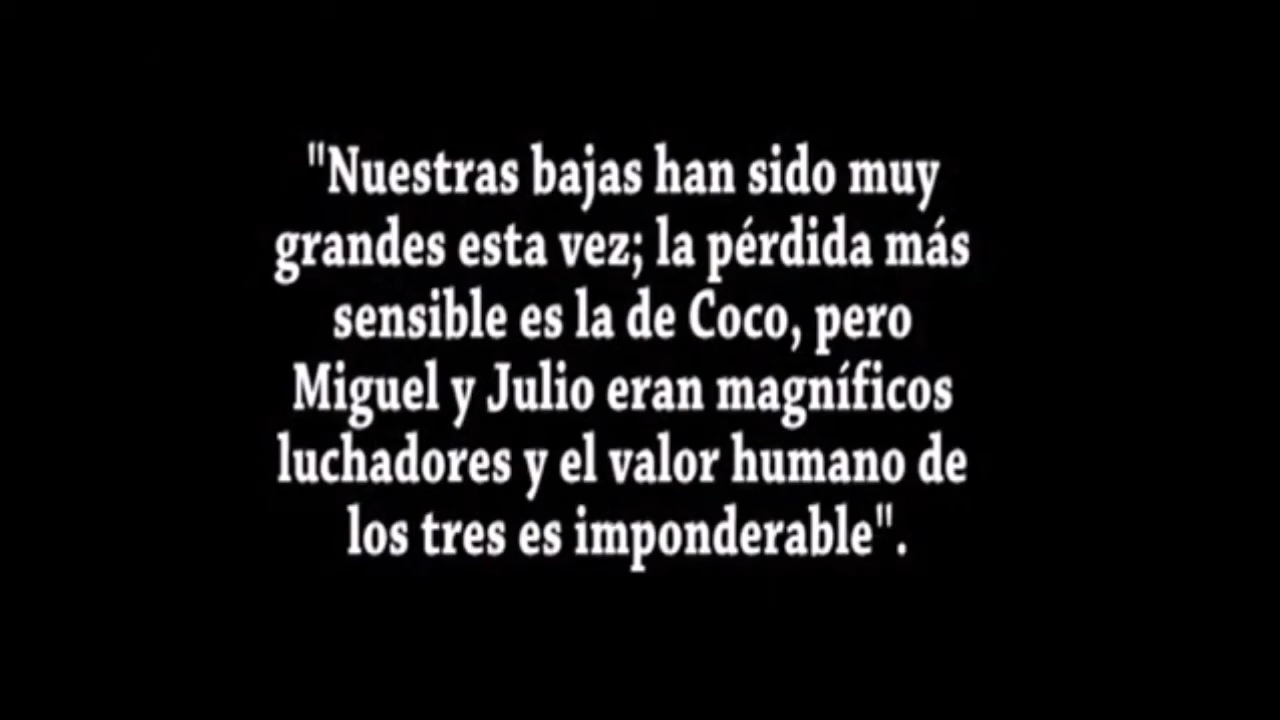 "Nuestras bajas han sido muy
grandes esta vez; la pérdida más
sensible es la de Coco, pero
Miguel y Julio eran magníficos
luchadores y el valor humano de
los tres es imponderable".